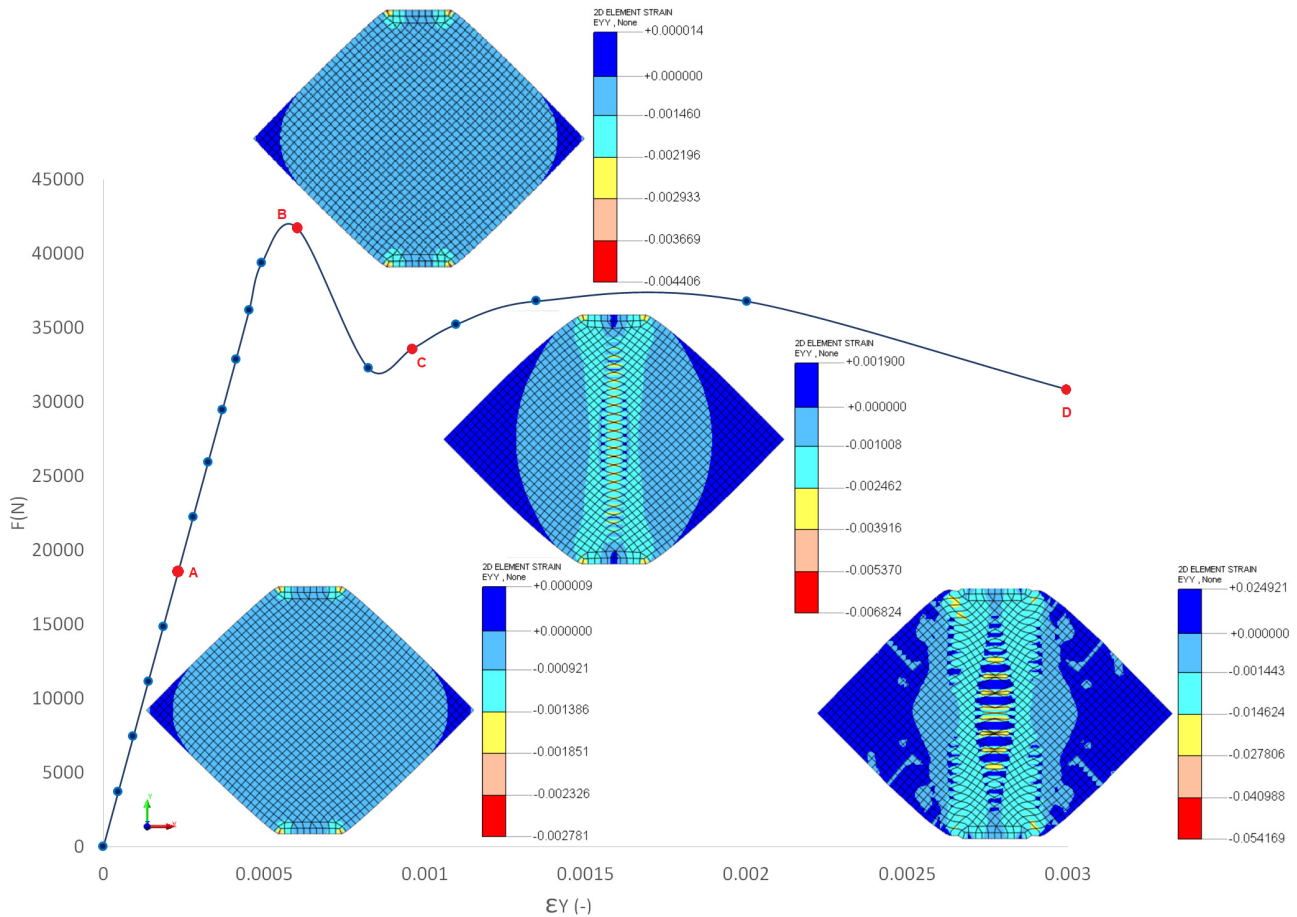 2D ELEMENT STRAIN
EYY , None
+0.000014
+0.000000
-0.001460
-0.002196
-0.002933
-0.003669
-0.004406
45000
40000
35000
30000
25000
20000
15000
10000
5000
0
F(N)
B
C
D
A
2D ELEMENT STRAIN
EYY , None
+0.001900
+0.000000
-0.001008
-0.002462
-0.003916
-0.005370
-0.006824
2D ELEMENT STRAIN
EYY , None
+0.000009
+0.000000
-0.000921
-0.001386
-0.001851
-0.002326
-0.002781
2D ELEMENT STRAIN
EYY , None
+0.024921
+0.000000
-0.001443
-0.014624
-0.027806
-0.040988
-0.054169
Y
X
0
0.0005
0.001
0.0015
0.002
0.0025
0.003
εY (-)